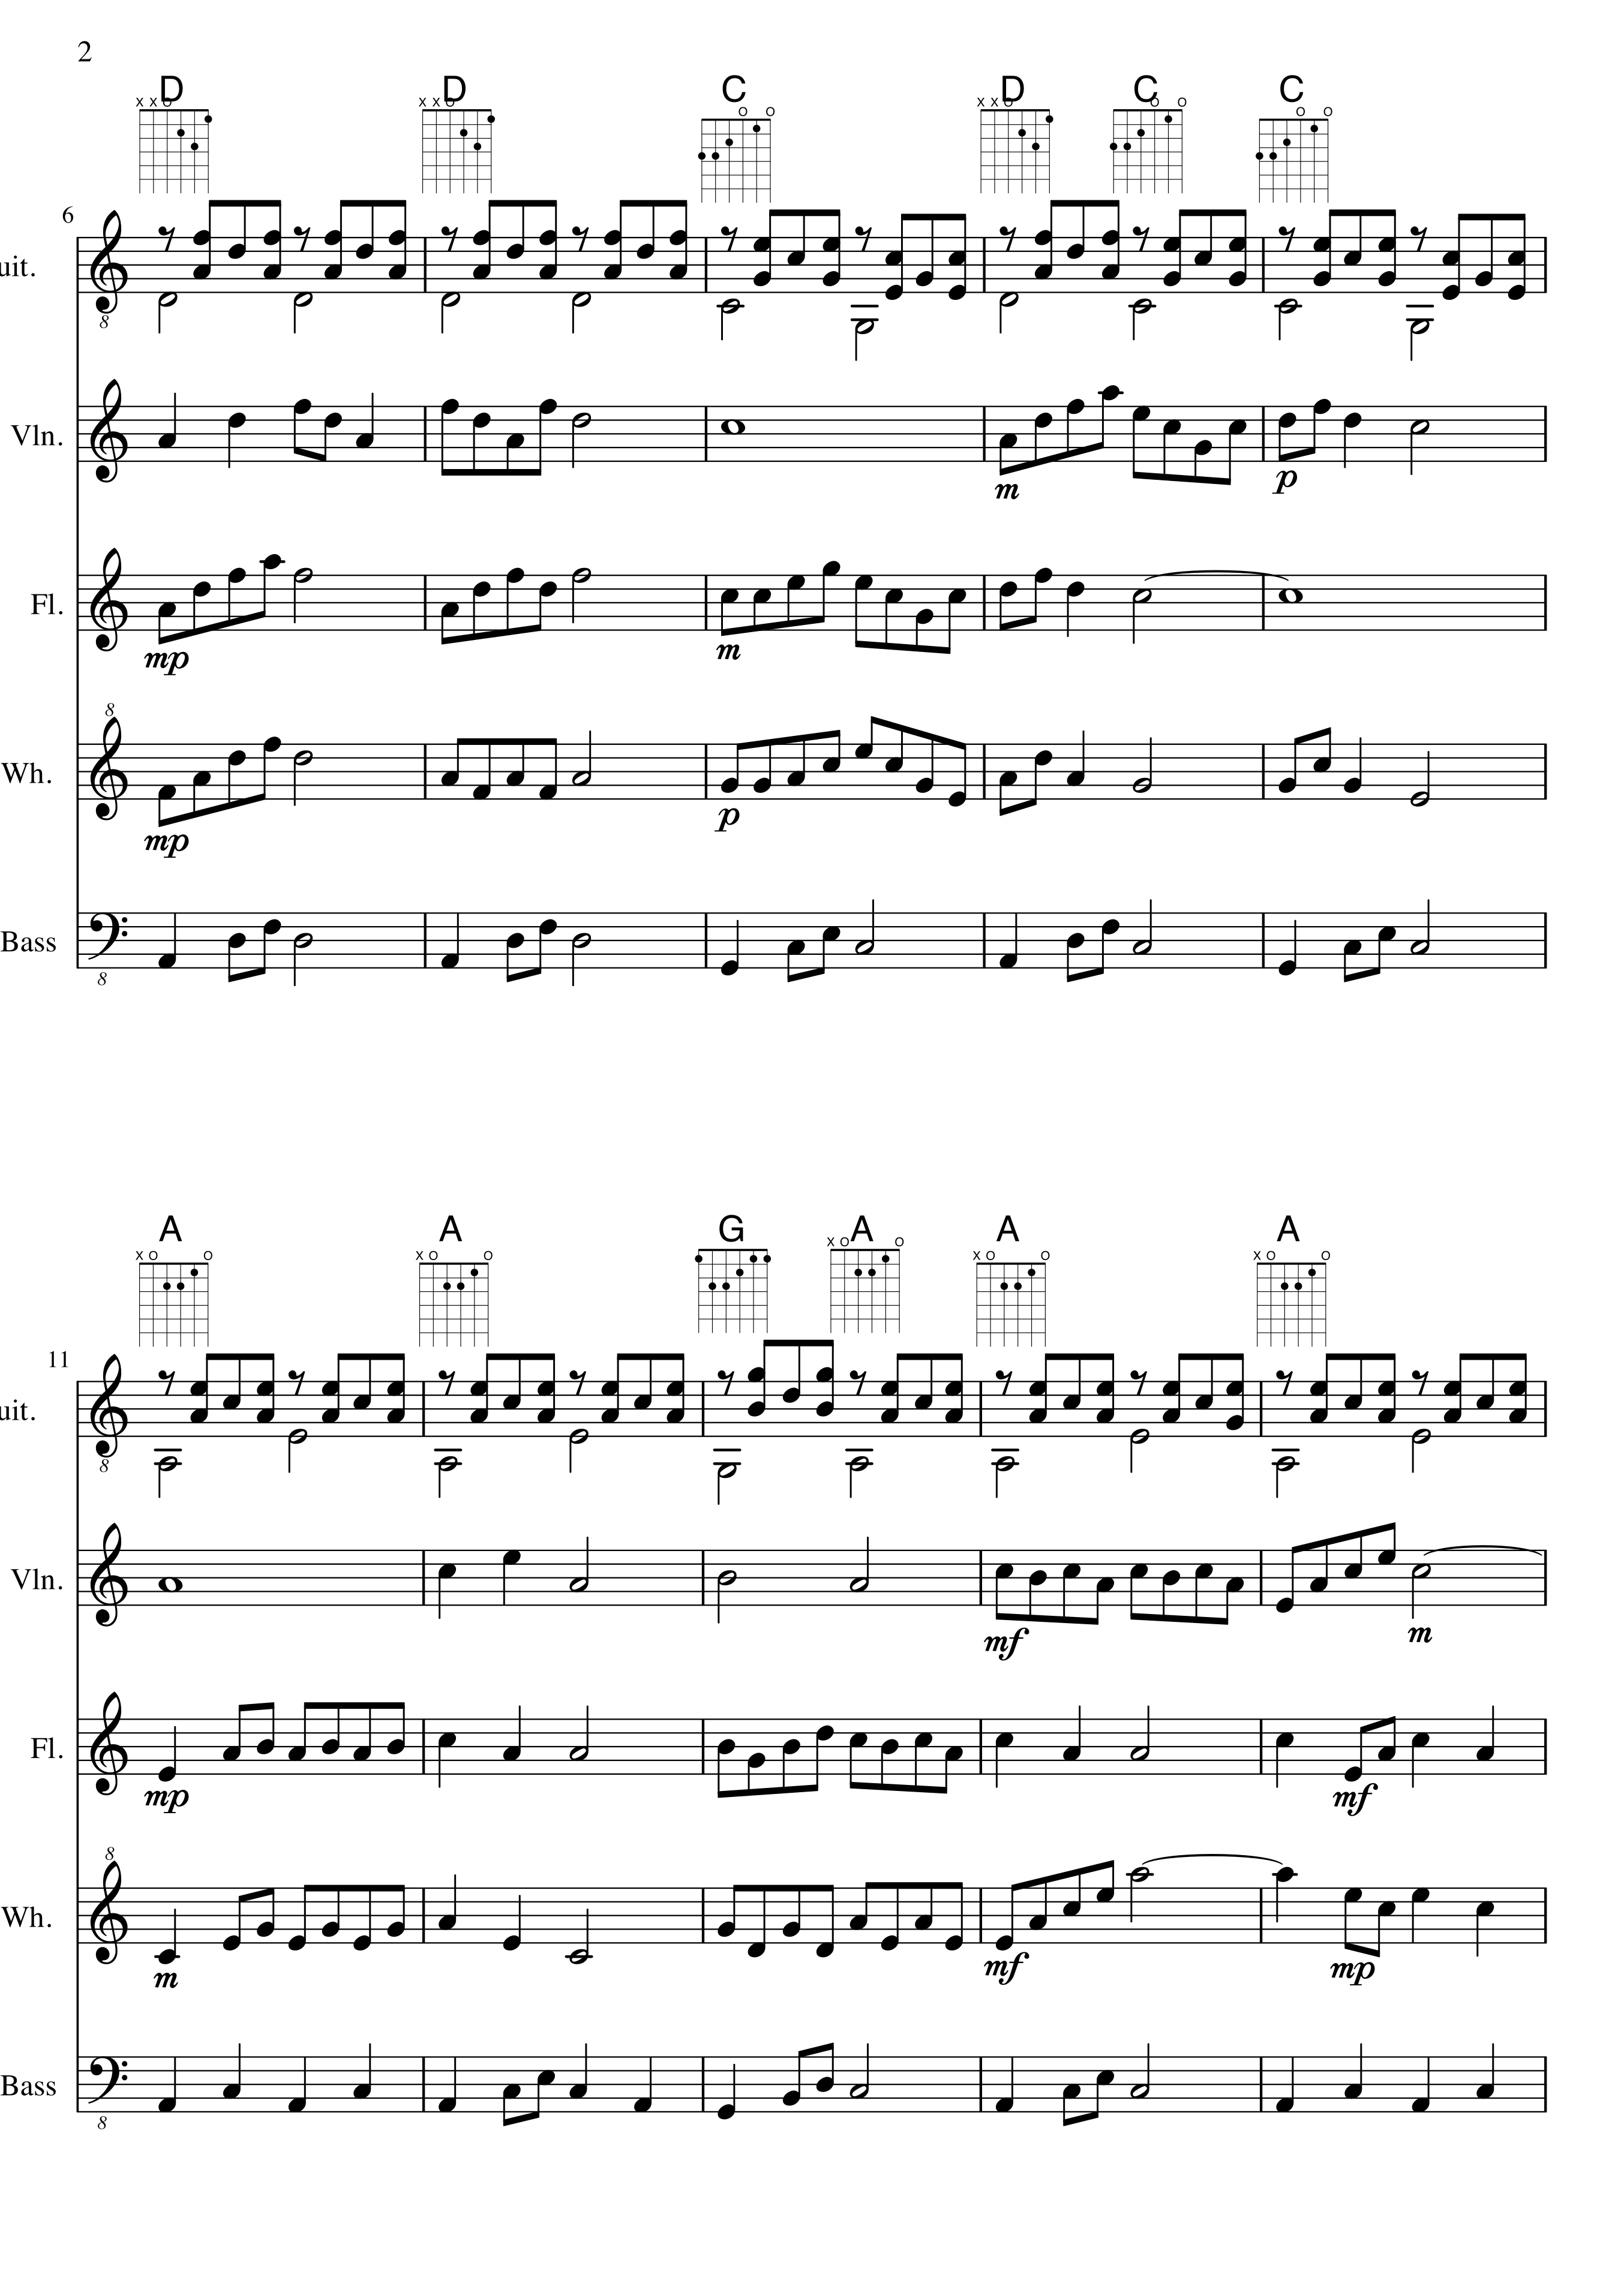 2
D D C D C C
x x o x x o o o x x o o o o o
6
uit.
8
Vln.
m p
Fl.
mp m
8
Wh.
mp p
Bass
8
A A G A A A
x o o x o o x o o x o o x o o
11
uit.
8
Vln.
mf m
Fl.
mp mf
8
Wh.
m mf mp
Bass
8